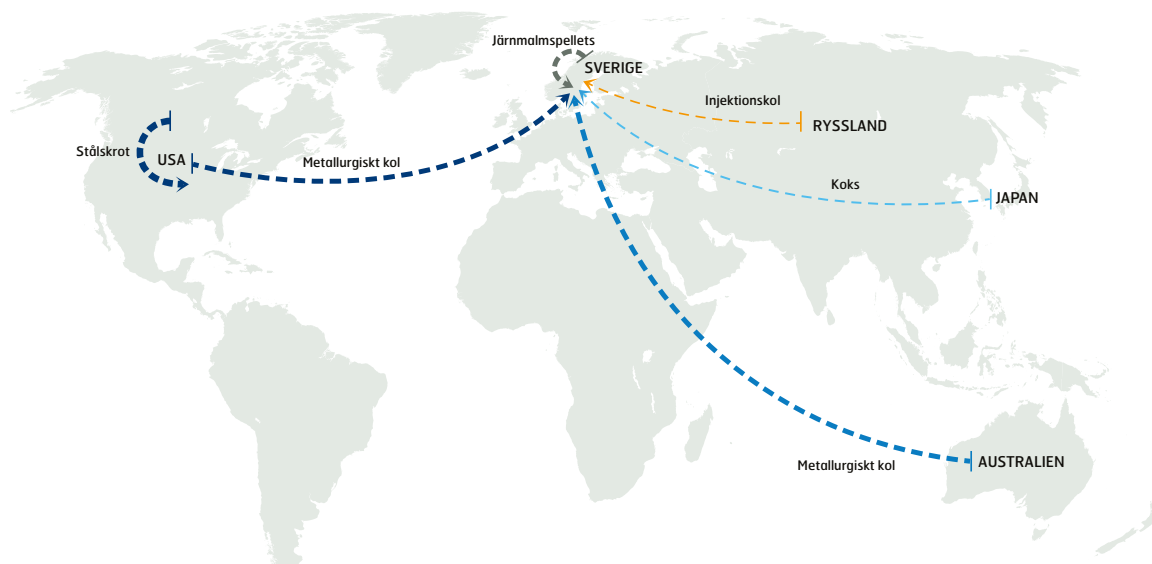 Järnmalmspellets
SVERIGE
Injektionskol
RYSSLAND
Stålskrot
USA
Metallurgiskt kol
Koks
JAPAN
Metallurgiskt kol
AUSTRALIEN